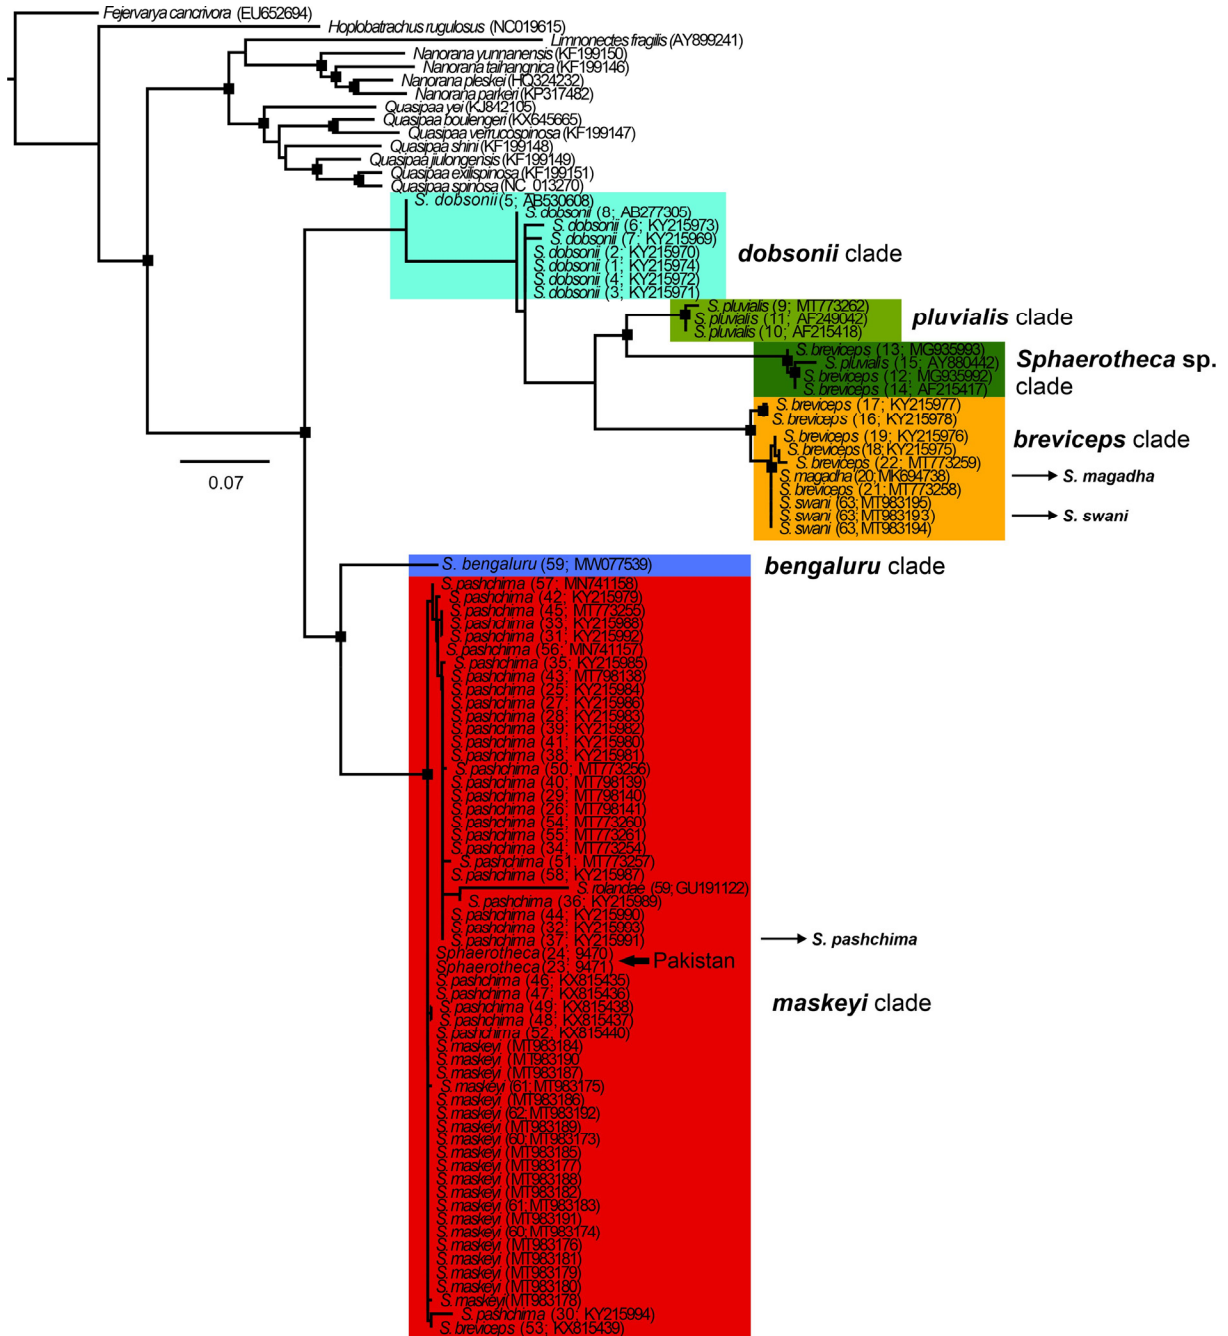 Fejervarya cancrivora (EU652694)
Hoplobatrachus rugulosus (NC019615)
Limnonectes fragilis (AY899241)
Nanorana yunnanensis (KF199150)
Nanorana taihangnica (KF199146)
Nanorana pleskei (HQ324232)
Nanorana parkeri (KP317482)
Quasipaa yei (KJ842105)
Quasipaa boulengeri (KX645665)
Quasipaa verrucospinosa (KF199147)
Quasipaa shini (KF199148)
Quasipaa jiulongensis (KF199149)
Quasipaa exilispinosa (KF199151)
Quasipaa spinosa (NC_013270)
S. dobsonii (5; AB530608)
S. dobsonii (8; AB277305)
S. dobsonii (6; KY215973)
S. dobsonii (7; KY215969)
S. dobsonii (2; KY215970)
S. dobsonii (1; KY215974)
S. dobsonii (4; KY215972)
S. dobsonii (3; KY215971)
dobsonii clade
S. pluvialis (9; MT773262)
S. pluvialis (11; AF249042)
S. pluvialis (10; AF215418)
pluvialis clade
S. breviceps (13; MG935993)
S. pluvialis (15; AY880442)
S. breviceps (12; MG935992)
S. breviceps (14; AF215417)
Sphaerotheca sp.
clade
S. breviceps (17; KY215977)
S. breviceps (16; KY215978)
S. breviceps (19; KY215976)
S. breviceps (18; KY215975)
S. breviceps (22; MT773259)
S. magadha (20; MK694738)
S. breviceps (21; MT773258)
S. swani (63; MT983195)
S. swani (63; MT983193)
S. swani (63; MT983194)
breviceps clade
S. magadha
S. swani
0.07
S. bengaluru (59; MW077539)
bengaluru clade
S. pashchima (57; MN741158)
S. pashchima (42; KY215979)
S. pashchima (45; MT773255)
S. pashchima (33; KY215988)
S. pashchima (31; KY215992)
S. pashchima (56; MN741157)
S. pashchima (35; KY215985)
S. pashchima (43; MT798138)
S. pashchima (25; KY215984)
S. pashchima (27; KY215986)
S. pashchima (28; KY215983)
S. pashchima (39; KY215982)
S. pashchima (41; KY215980)
S. pashchima (38; KY215981)
S. pashchima (50; MT773256)
S. pashchima (40; MT798139)
S. pashchima (29; MT798140)
S. pashchima (26; MT798141)
S. pashchima (54; MT773260)
S. pashchima (55; MT773261)
S. pashchima (34; MT773254)
S. pashchima (51; MT773257)
S. pashchima (58; KY215987)
S. rolandae (59; GU191122)
S. pashchima (36; KY215989)
S. pashchima (44; KY215990)
S. pashchima (32; KY215993)
S. pashchima (37; KY215991)
S. pashchima
Sphaerotheca (24; 9470)
Sphaerotheca (23; 9471)
Pakistan
S. pashchima (46; KX815435)
S. pashchima (47; KX815436)
S. pashchima (49; KX815438)
S. pashchima (48; KX815437)
S. pashchima (52; KX815440)
maskeyi clade
S. maskeyi (MT983184)
S. maskeyi (MT983190
S. maskeyi (MT983187)
S. maskeyi (61; MT983175)
S. maskeyi (MT983186)
S. maskeyi (62; MT983192)
S. maskeyi (MT983189)
S. maskeyi (60; MT983173)
S. maskeyi (MT983185)
S. maskeyi (MT983177)
S. maskeyi (MT983188)
S. maskeyi (MT983182)
S. maskeyi (61; MT983183)
S. maskeyi (MT983191)
S. maskeyi (60; MT983174)
S. maskeyi (MT983176)
S. maskeyi (MT983181)
S. maskeyi (MT983179)
S. maskeyi (MT983180)
S. maskeyi (MT983178)
S. pashchima (30; KY215994)
S. breviceps (53; KX815439)